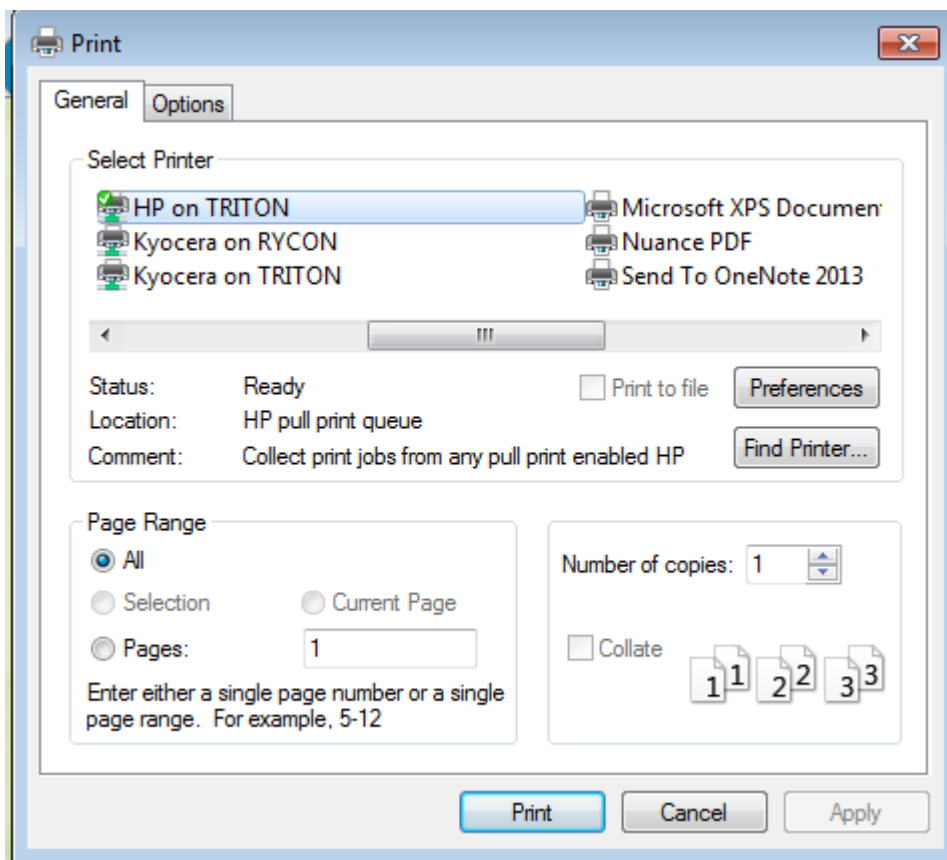 Print
General Options
Select Printer
HP on TRITON Microsoft XPS Documen
Kyocera on RYCON Nuance PDF
Kyocera on TRITON Send To OneNote 2013
Status: Ready Print to file Preferences
Location: HP pull print queue
Comment: Collect print jobs from any pull print enabled HP Find Printer...
Page Range
All
Number of copies: 1
Selection Current Page
Pages: 1
Collate
1 1 2 2 3 3
Enter either a single page number or a single
page range. For example, 5-12
Print Cancel Apply